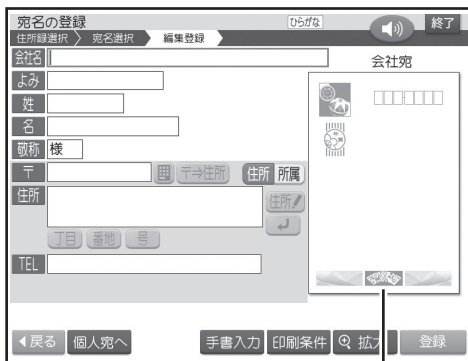 宛名の登録 ひらがな 終了
住所録選択 宛名選択 編集登録
会社名 会社宛
よみ
姓
名
敬称 様
〒 〒⇒住所 住所 所属
住所 住所
丁目 番地 号
TEL
戻る 個人宛へ 手書入力 印刷条件 拡大 登録